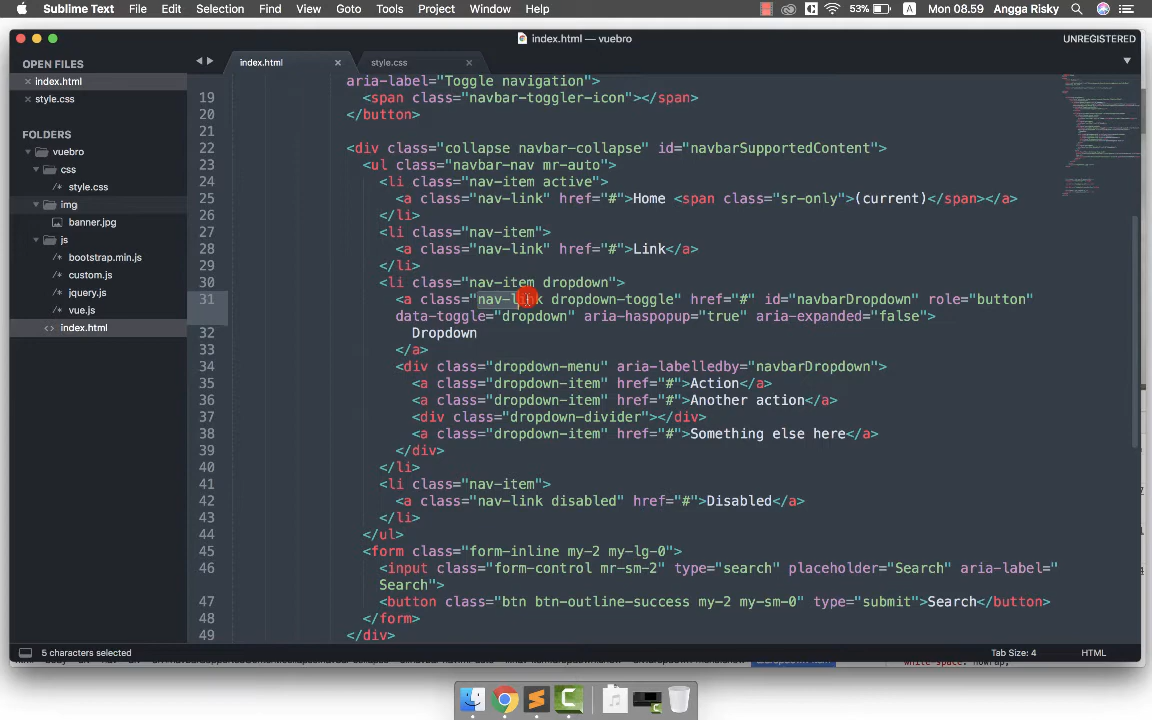 Sublime Text File Edit Selection Find View Goto Tools Project Window Help 53% A Mon 08.59 Angga Risky
index.html — vuebro UNREGISTERED
OPEN FILES
index.html
style.css
FOLDERS
vuebro
css
style.css
img
banner.jpg
js
bootstrap.min.js
custom.js
jquery.js
vue.js
index.html
index.html style.css
aria-label="Toggle navigation">
19 <span class="navbar-toggler-icon"></span>
20 </button>
21
22 <div class="collapse navbar-collapse" id="navbarSupportedContent">
23 <ul class="navbar-nav mr-auto">
24 <li class="nav-item active">
25 <a class="nav-link" href="#">Home <span class="sr-only">(current)</span></a>
26 </li>
27 <li class="nav-item">
28 <a class="nav-link" href="#">Link</a>
29 </li>
30 <li class="nav-item dropdown">
31 <a class="nav-link dropdown-toggle" href="#" id="navbarDropdown" role="button"
data-toggle="dropdown" aria-haspopup="true" aria-expanded="false">
32 Dropdown
33 </a>
34 <div class="dropdown-menu" aria-labelledby="navbarDropdown">
35 <a class="dropdown-item" href="#">Action</a>
36 <a class="dropdown-item" href="#">Another action</a>
37 <div class="dropdown-divider"></div>
38 <a class="dropdown-item" href="#">Something else here</a>
39 </div>
40 </li>
41 <li class="nav-item">
42 <a class="nav-link disabled" href="#">Disabled</a>
43 </li>
44 </ul>
45 <form class="form-inline my-2 my-lg-0">
46 <input class="form-control mr-sm-2" type="search" placeholder="Search" aria-label="
Search">
47 <button class="btn btn-outline-success my-2 my-sm-0" type="submit">Search</button>
48 </form>
49 </div>
5 characters selected Tab Size: 4 HTML